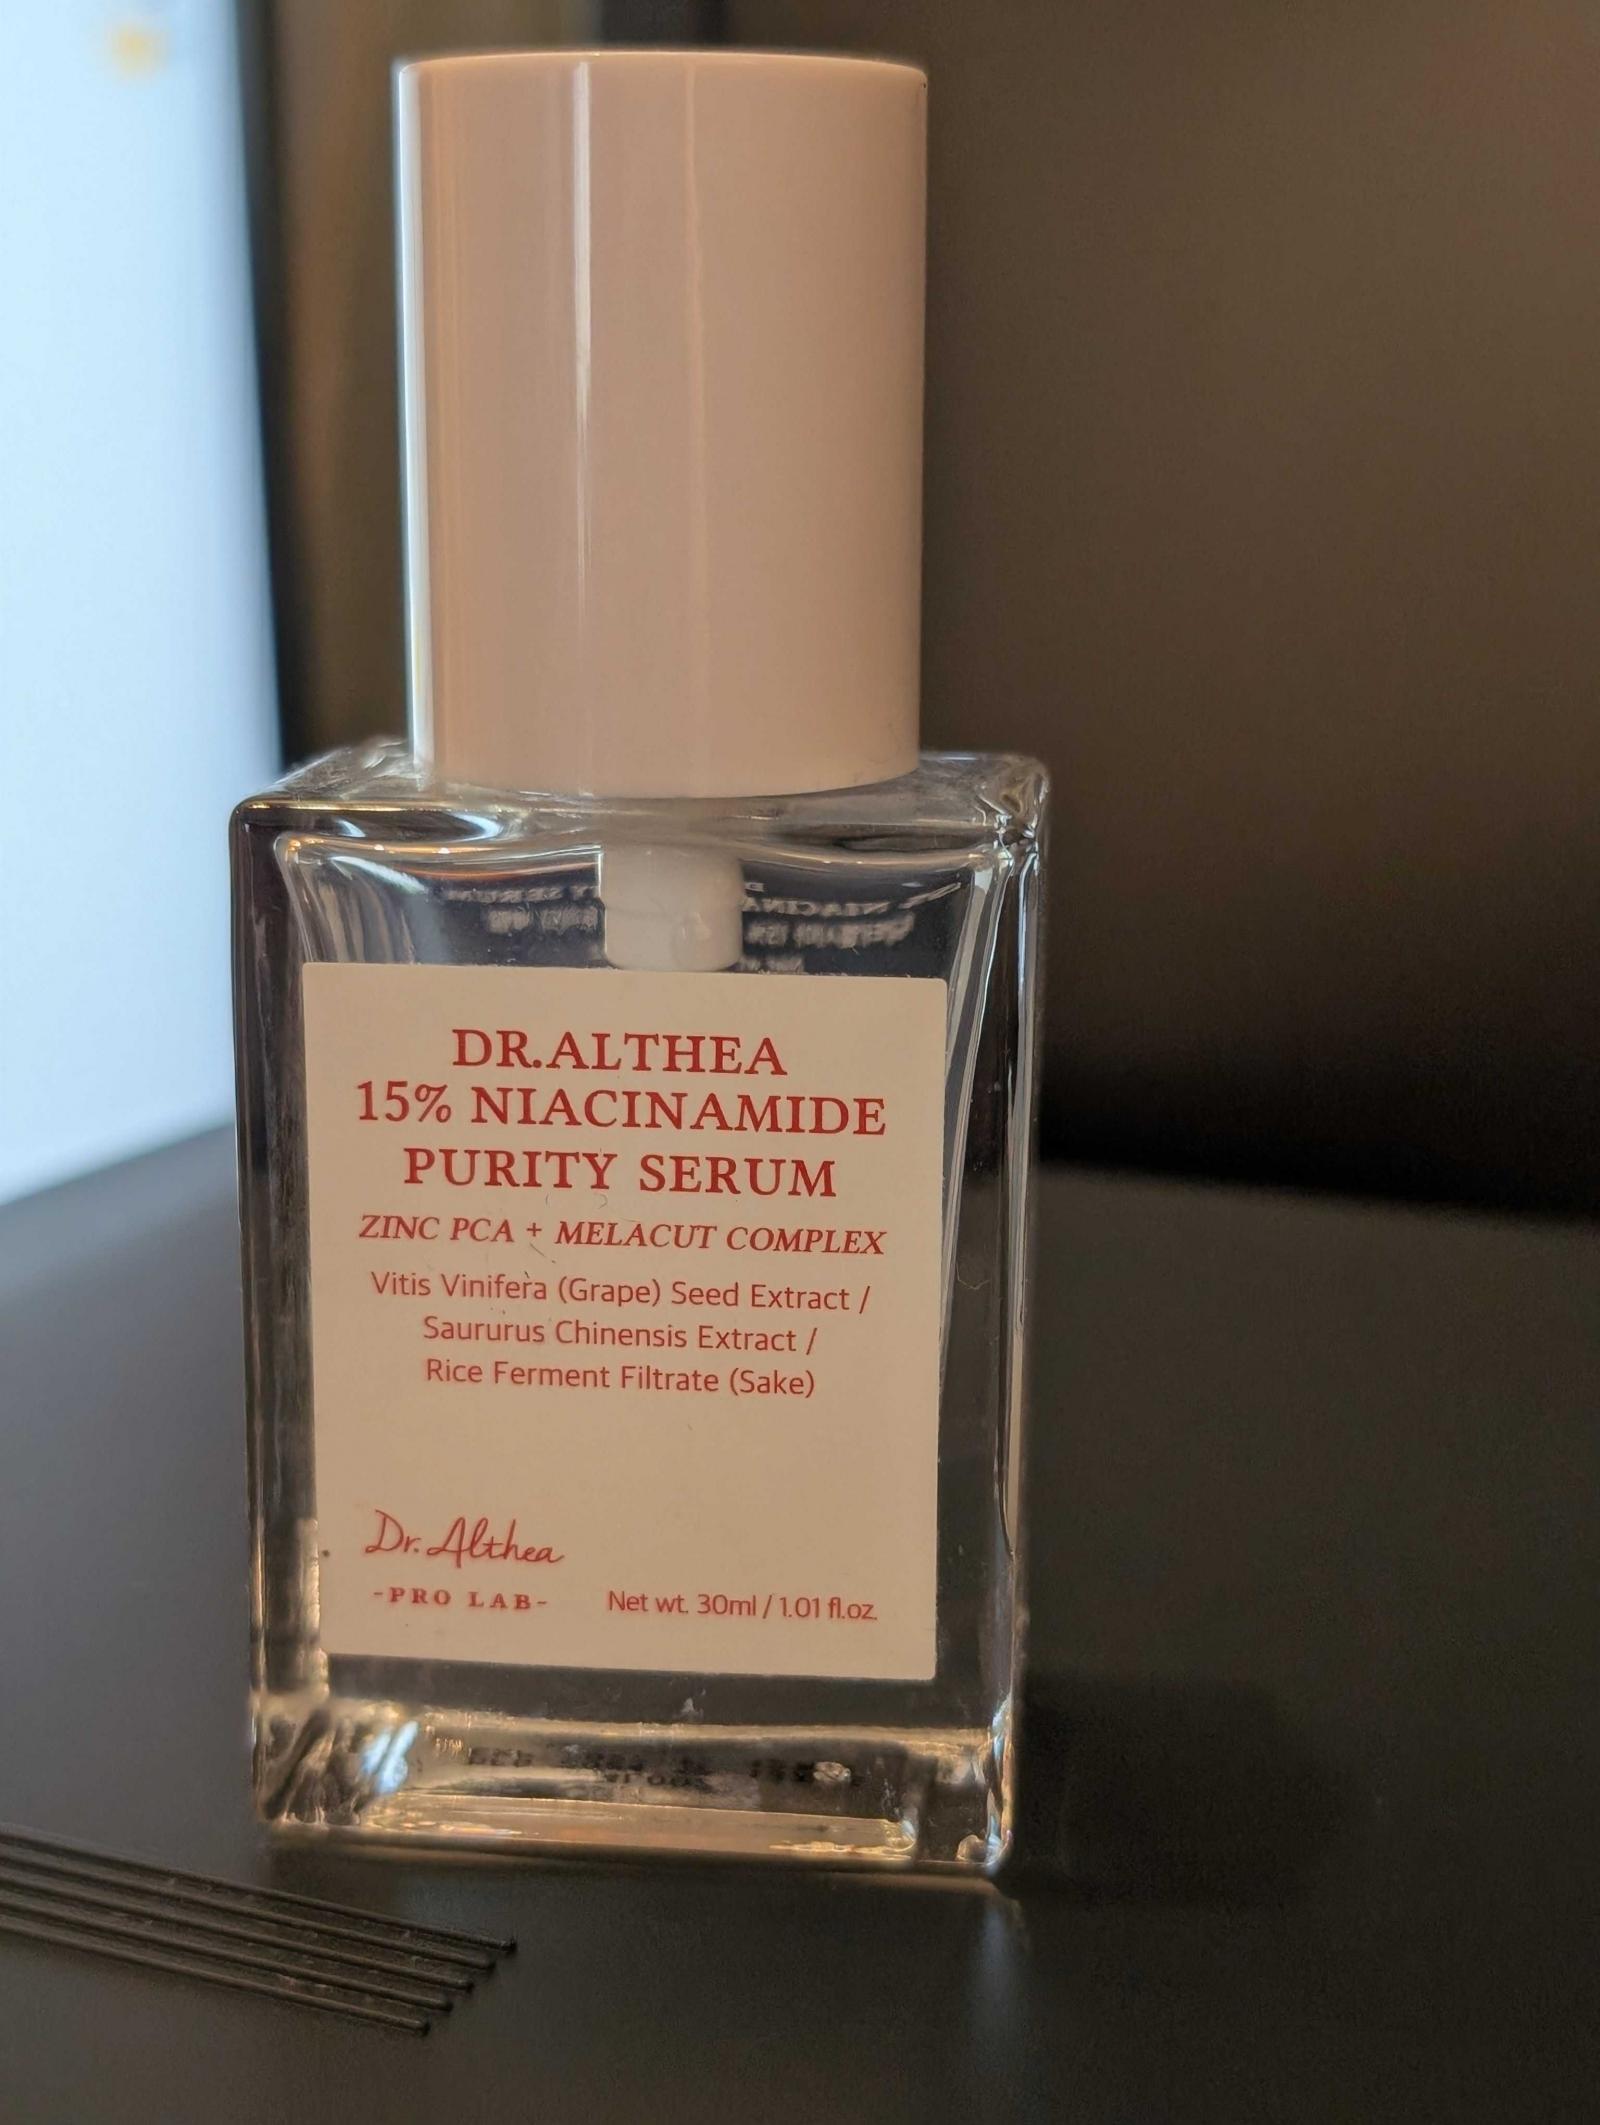 DR.ALTHEA
15% NIACINAMIDE
PURITY SERUM
ZINC PCA + MELACUT COMPLEX
Vitis Vinifera (Grape) Seed Extract /
Saururus Chinensis Extract /
Rice Ferment Filtrate (Sake)
Dr.Althea
-PRO LAB-
Net wt. 30ml / 1.01 fl.oz.